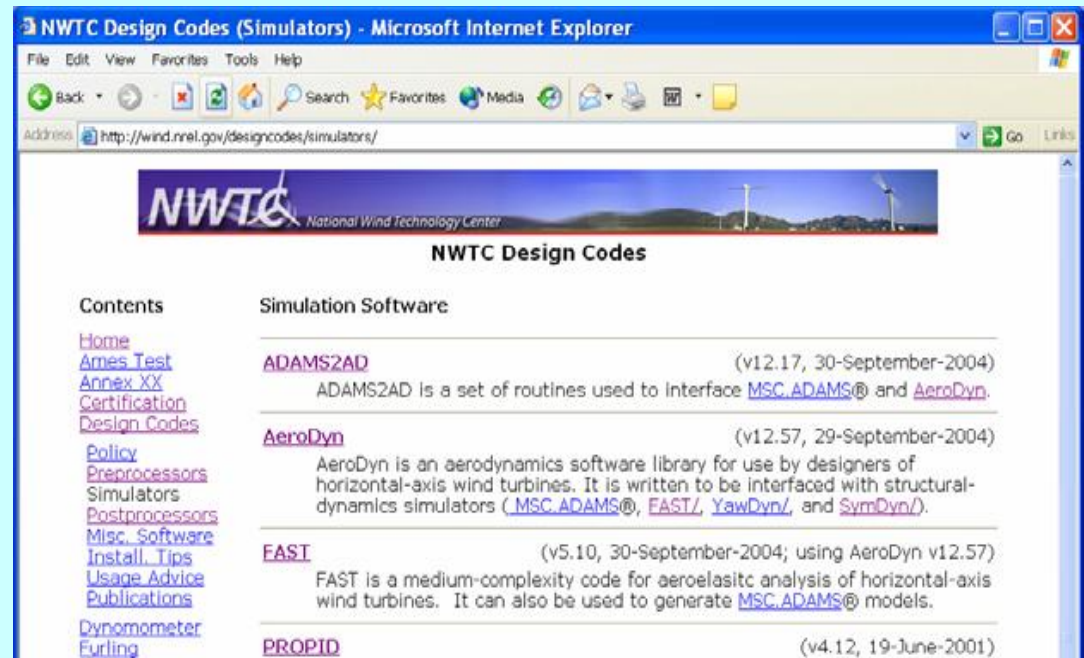 NWTC Design Codes (Simulators) - Microsoft Internet Explorer
File Edit View Favorites Tools Help
Back Search Favorites Media
Address http://wind.nrel.gov/designcodes/simulators/ Go Links
NWTC National Wind Technology Center
NWTC Design Codes
Contents
Home
Ames Test
Annex XX
Certification
Design Codes
Policy
Preprocessors
Simulators
Postprocessors
Misc. Software
Install. Tips
Usage Advice
Publications
Dynomometer
Furling
Simulation Software
ADAMS2AD (v12.17, 30-September-2004)
ADAMS2AD is a set of routines used to interface MSC.ADAMS® and AeroDyn.
AeroDyn (v12.57, 29-September-2004)
AeroDyn is an aerodynamics software library for use by designers of
horizontal-axis wind turbines. It is written to be interfaced with structural-
dynamics simulators ( MSC.ADAMS®, FAST/, YawDyn/, and SymDyn/).
FAST (v5.10, 30-September-2004; using AeroDyn v12.57)
FAST is a medium-complexity code for aeroelasitc analysis of horizontal-axis
wind turbines. It can also be used to generate MSC.ADAMS® models.
PROPID (v4.12, 19-June-2001)